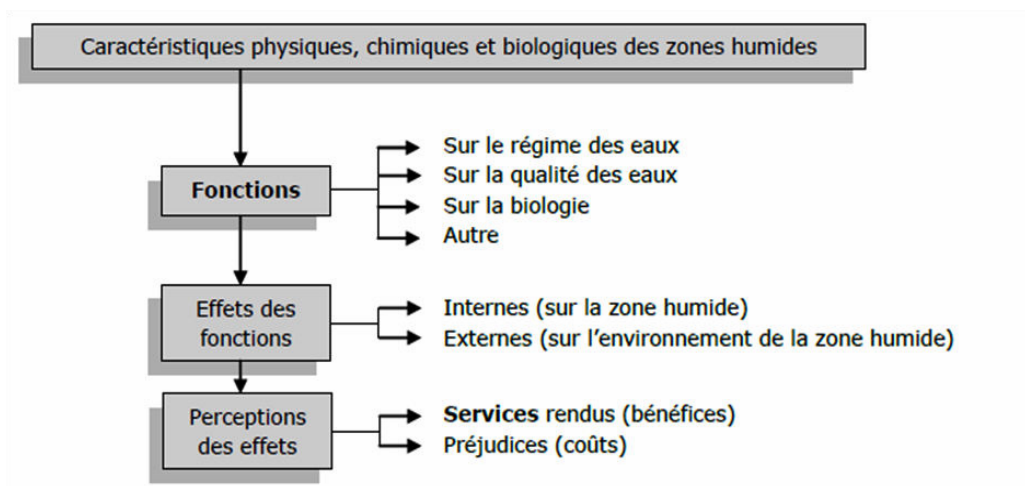 Caractéristiques physiques, chimiques et biologiques des zones humides
Fonctions
Sur le régime des eaux
Sur la qualité des eaux
Sur la biologie
Autre
Effets des
fonctions
Internes (sur la zone humide)
Externes (sur l'environnement de la zone humide)
Perceptions
des effets
Services rendus (bénéfices)
Préjudices (coûts)